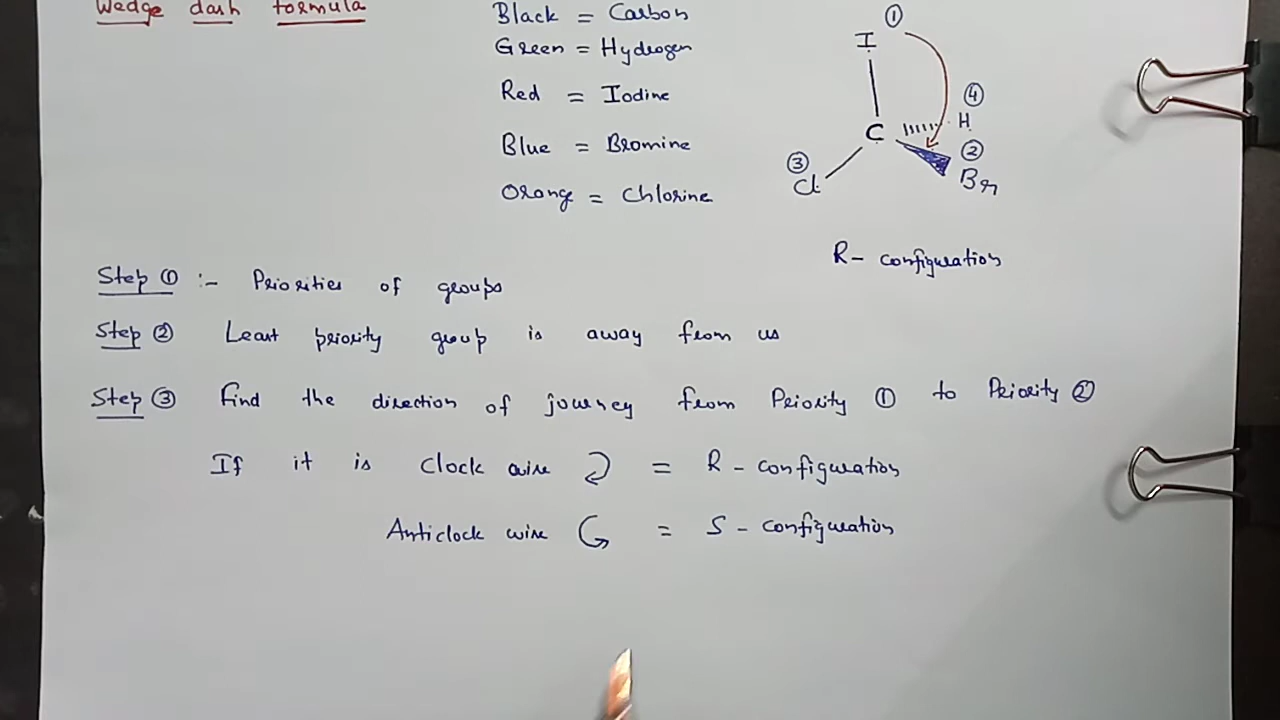 Wedge dash formula
Black = Carbon
Green = Hydrogen
Red = Iodine
Blue = Bromine
Orange = Chlorine
①
I
④
C H
③ ②
Cl Br
R - configuration
Step ① :- Priorities of groups
Step ② Least priority group is away from us
Step ③ Find the direction of journey from Priority ① to Priority ②
If it is clock wise = R - configuration
Anticlock wise = S - configuration